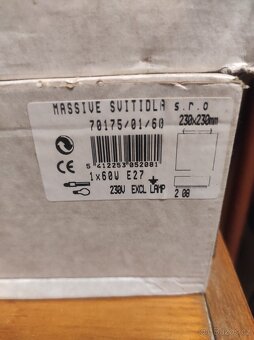 MASSIVE SVITIDLA s.r.o
70175/01/60
230x230mm
CE
5 412253 052081
1x60W E27
230V EXCL LAMP
2 08